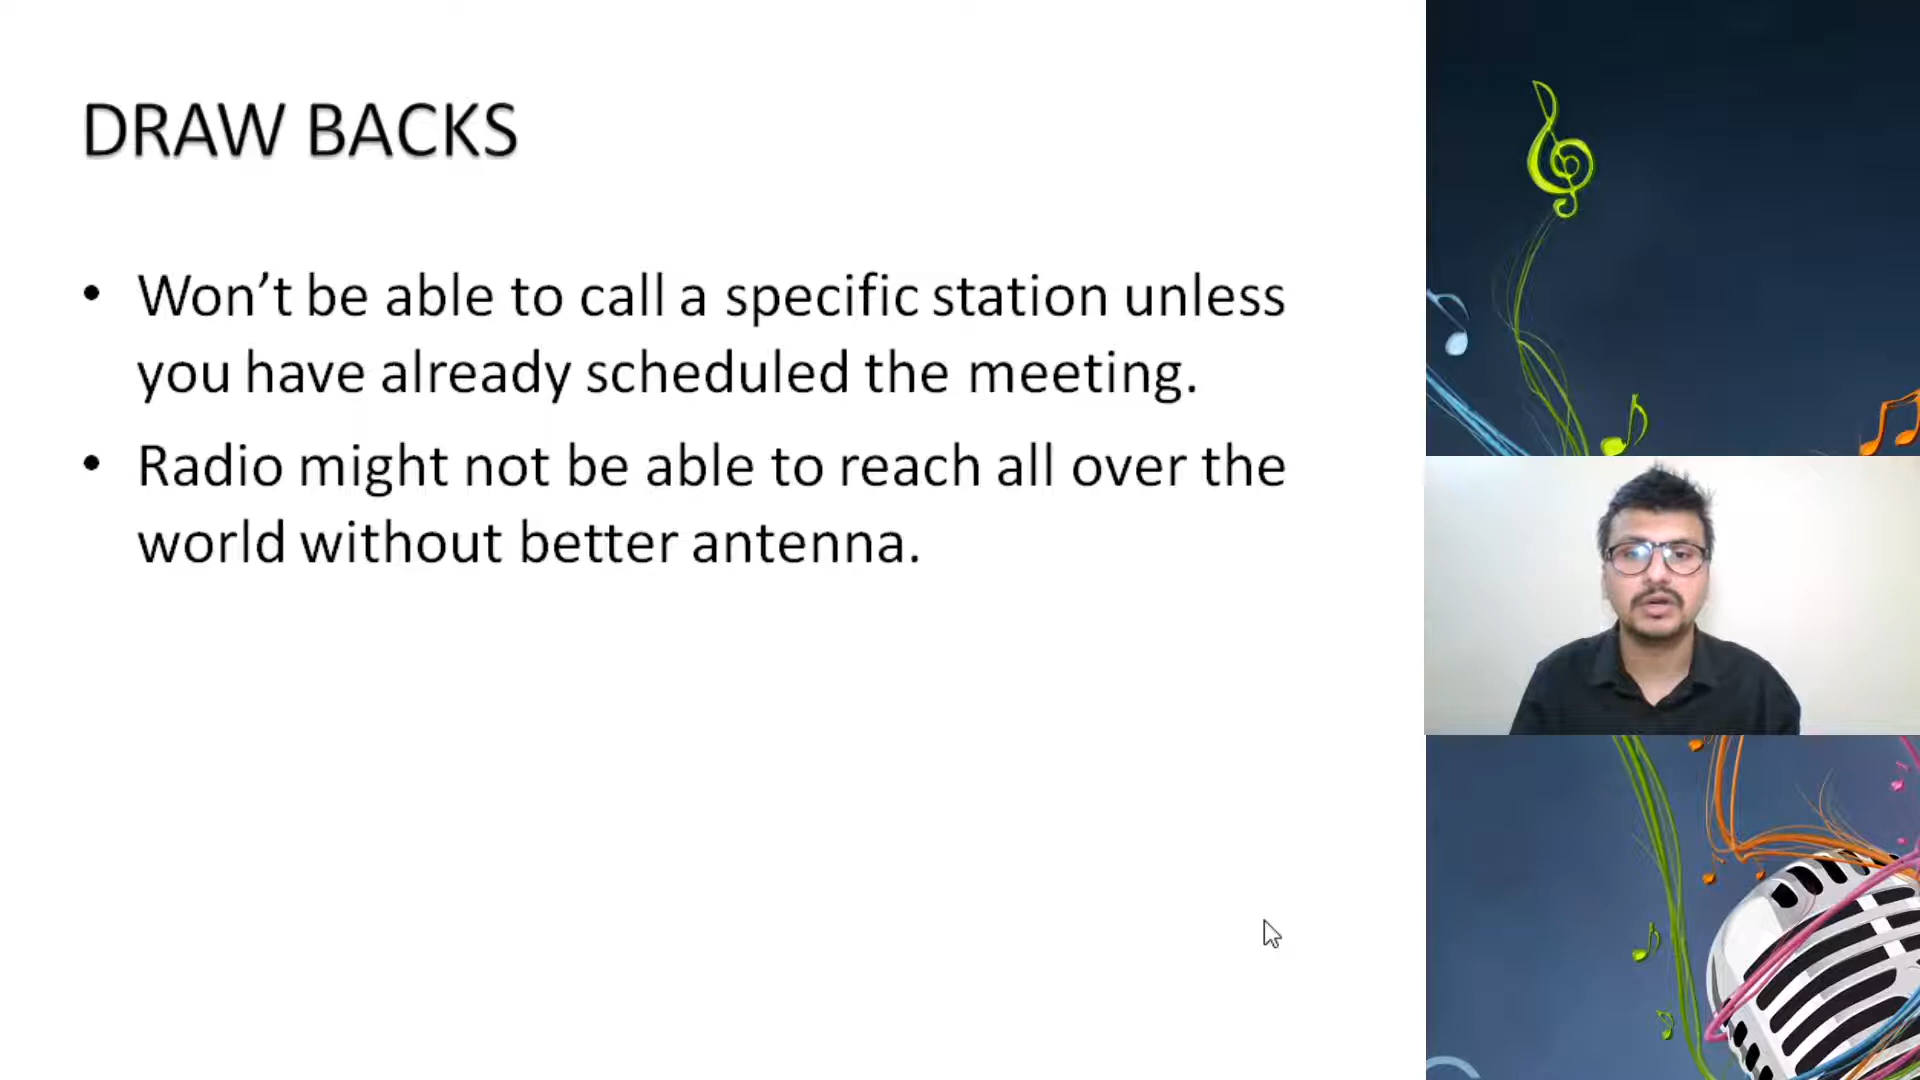 DRAW BACKS
• Won’t be able to call a specific station unless
you have already scheduled the meeting.
• Radio might not be able to reach all over the
world without better antenna.